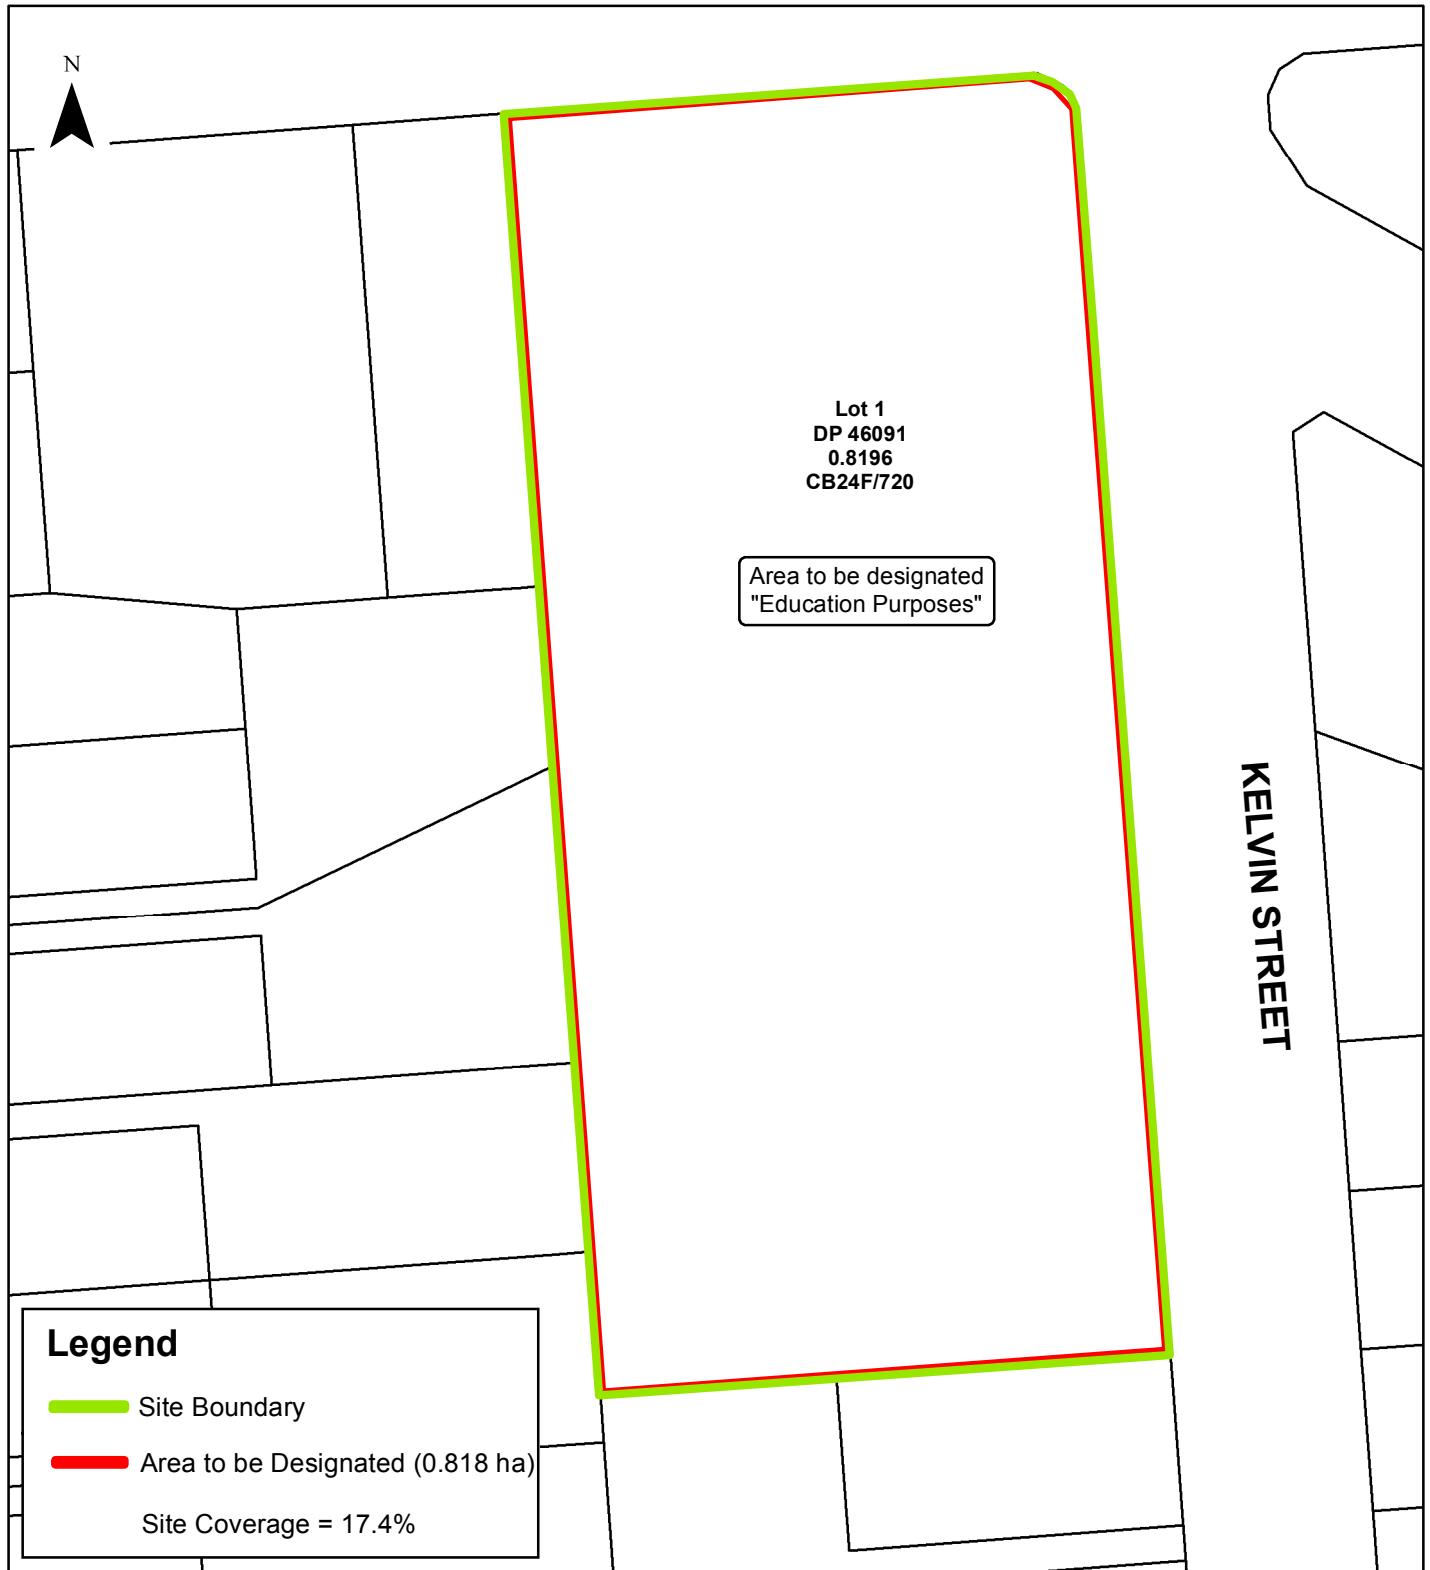 N
Lot 1
DP 46091
0.8196
CB24F/720
Area to be designated
"Education Purposes"
KELVIN STREET
Legend
Site Boundary
Area to be Designated (0.818 ha)
Site Coverage = 17.4%